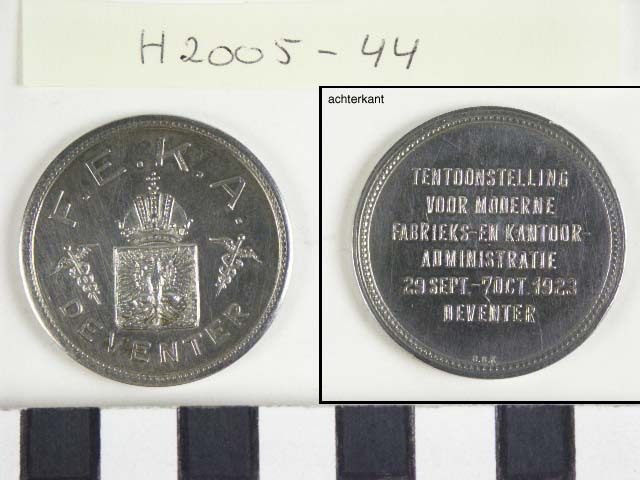 H2005-44
F.E.K.A.
DEVENTER
achterkant
TENTOONSTELLING
VOOR MODERNE
FABRIEKS-EN KANTOOR-
ADMINISTRATIE
29 SEPT.-7 OCT. 1923
DEVENTER